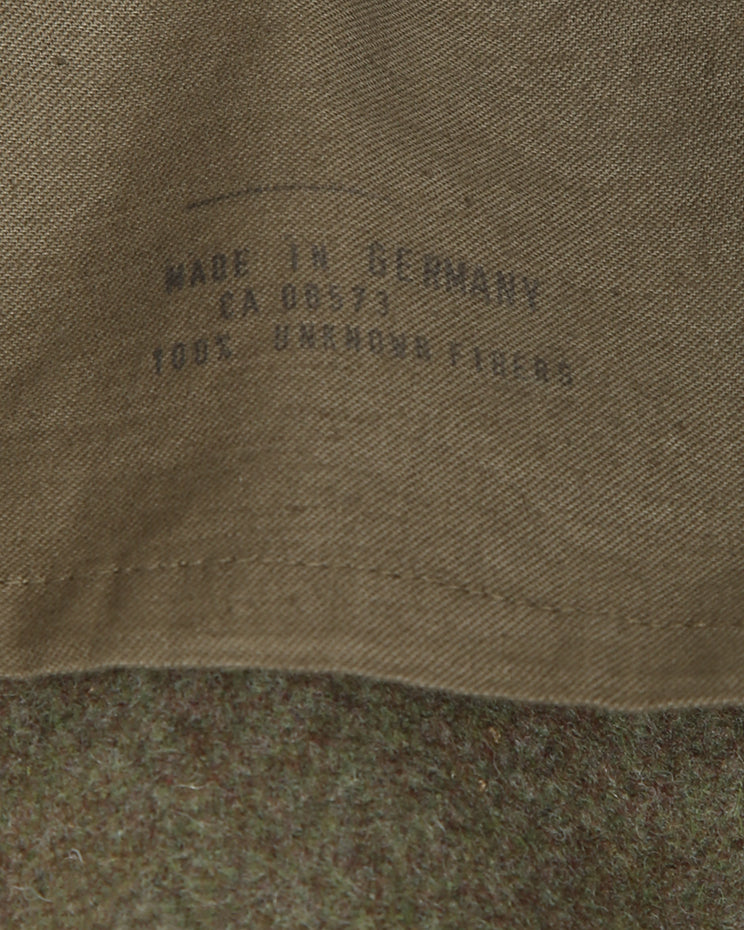 MADE IN GERMANY
CA 00573
100% UNKNOWN FIBERS